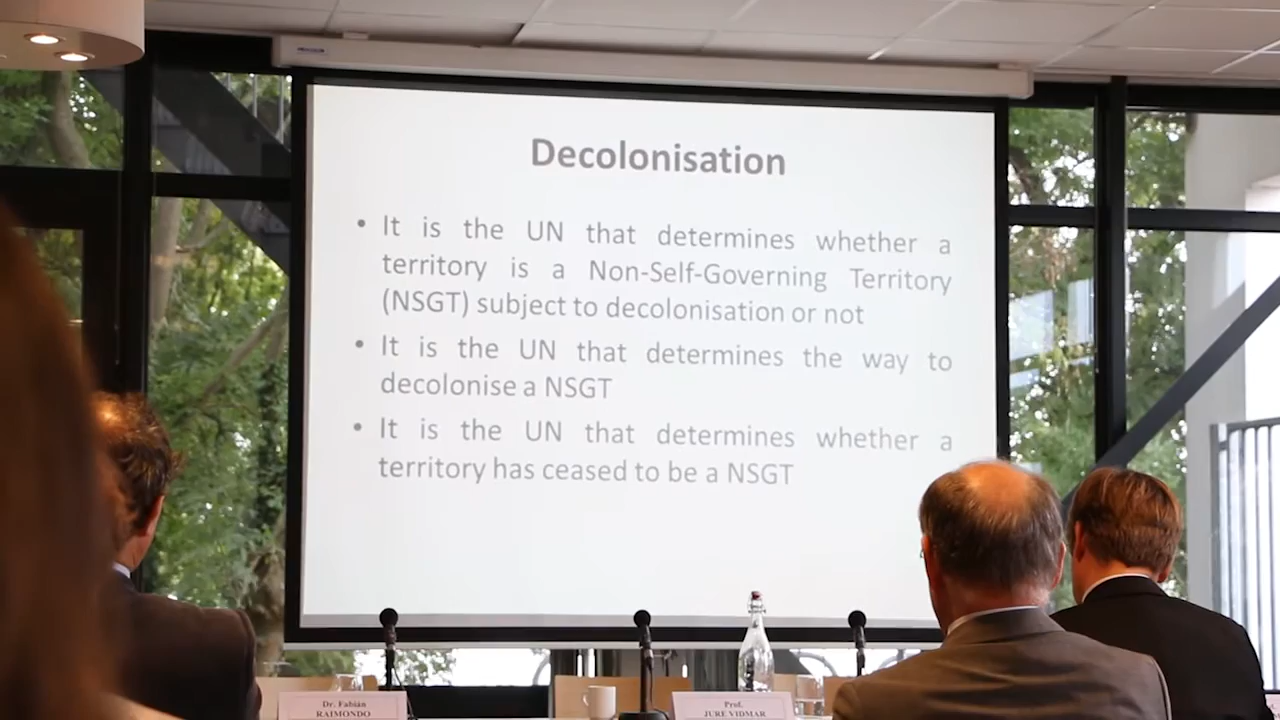 Decolonisation
• It is the UN that determines whether a
territory is a Non-Self-Governing Territory
(NSGT) subject to decolonisation or not
• It is the UN that determines the way to
decolonise a NSGT
• It is the UN that determines whether a
territory has ceased to be a NSGT
Dr. Fabián
RAIMONDO
Prof.
JURE VIDMAR